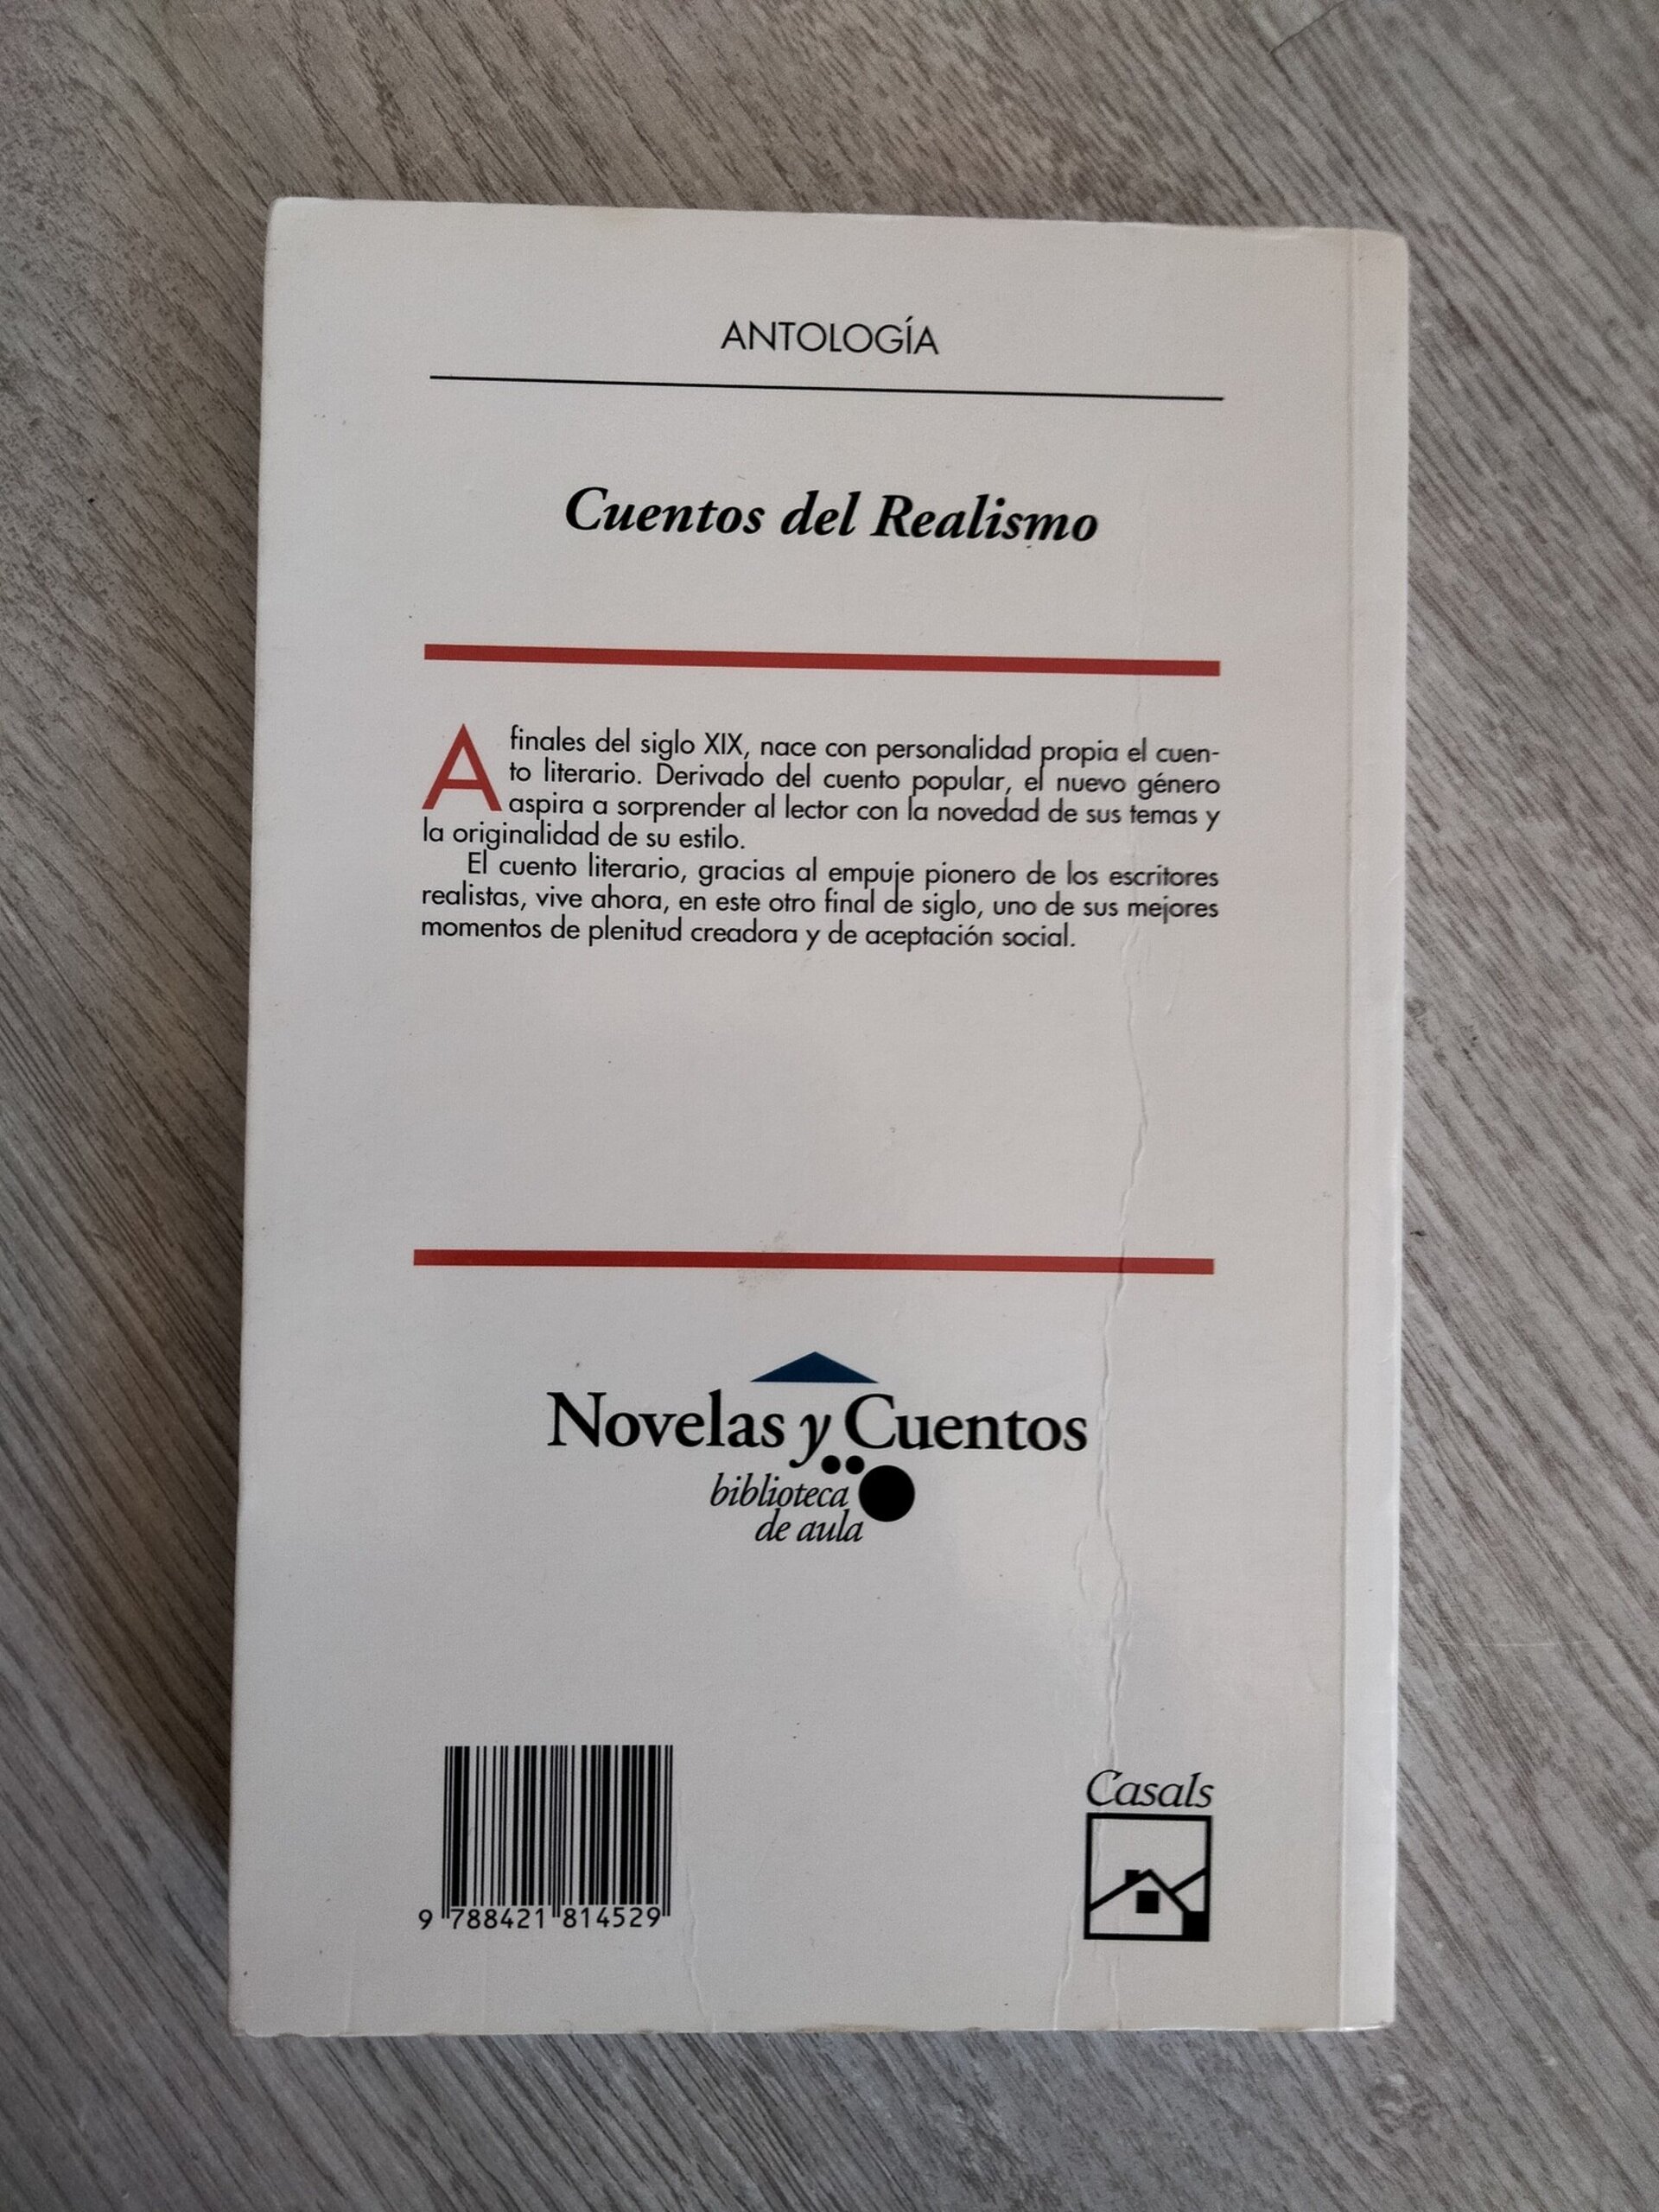 ANTOLOGÍA
Cuentos del Realismo
A finales del siglo XIX, nace con personalidad propia el cuen-
to literario. Derivado del cuento popular, el nuevo género
aspira a sorprender al lector con la novedad de sus temas y
la originalidad de su estilo.
El cuento literario, gracias al empuje pionero de los escritores
realistas, vive ahora, en este otro final de siglo, uno de sus mejores
momentos de plenitud creadora y de aceptación social.
Novelas y Cuentos
biblioteca
de aula
9 788421 814529
Casals